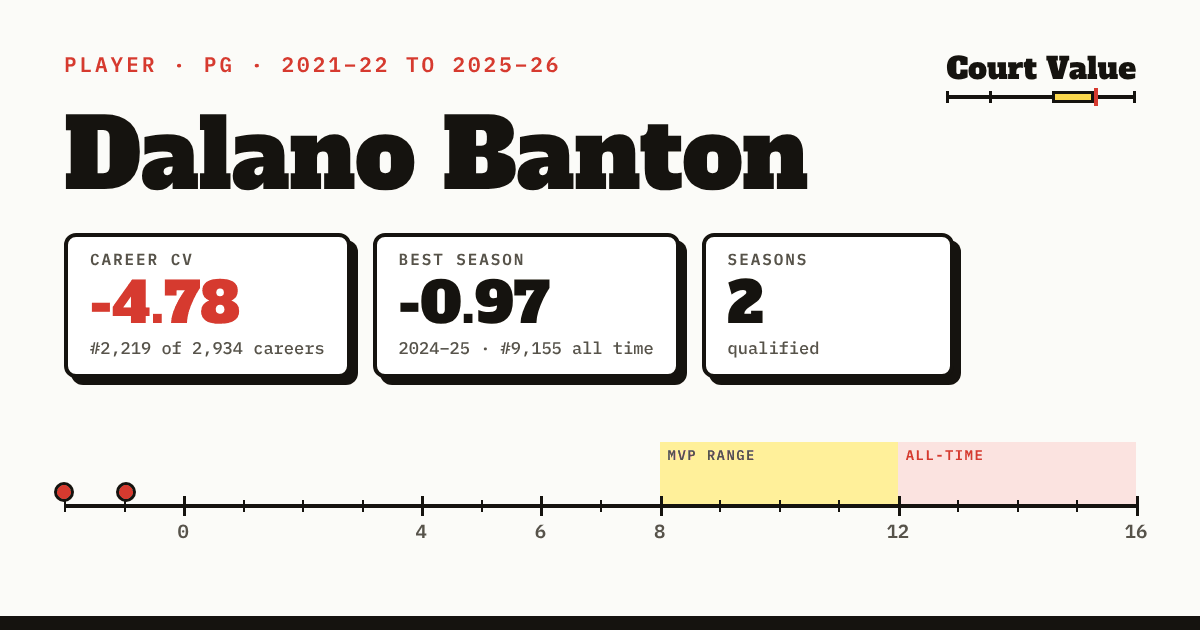 PLAYER · PG · 2021–22 TO 2025–26
Court Value
Dalano Banton
CAREER CV
-4.78
#2,219 of 2,934 careers
BEST SEASON
-0.97
2024–25 · #9,155 all time
SEASONS
2
qualified
MVP RANGE
ALL-TIME
0 4 6 8 12 16